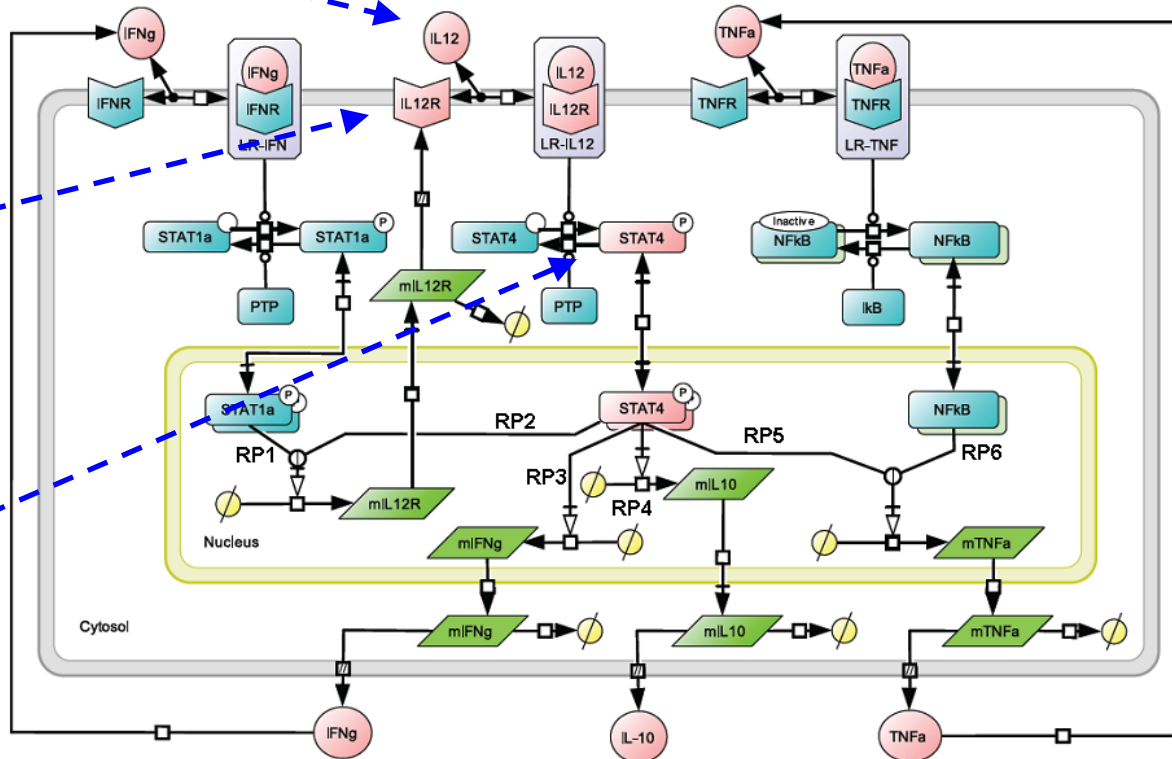 IFNg
IL12
TNFa
IFNg
IL12
TNFa
IFNR
IFNR
IL12R
IL12R
TNFR
TNFR
LR-IFN
LR-IL12
LR-TNF
STAT1a
STAT1a
P
STAT4
STAT4
P
Inactive
NFkB
NFkB
PTP
mIL12R
PTP
IkB
STAT1a
P
P
STAT4
P
P
NFkB
RP1
RP2
RP5
RP6
RP3
RP4
mIL10
mIL12R
Nucleus
mIFNg
mTNFa
Cytosol
mIFNg
mIL10
mTNFa
IFNg
IL-10
TNFa